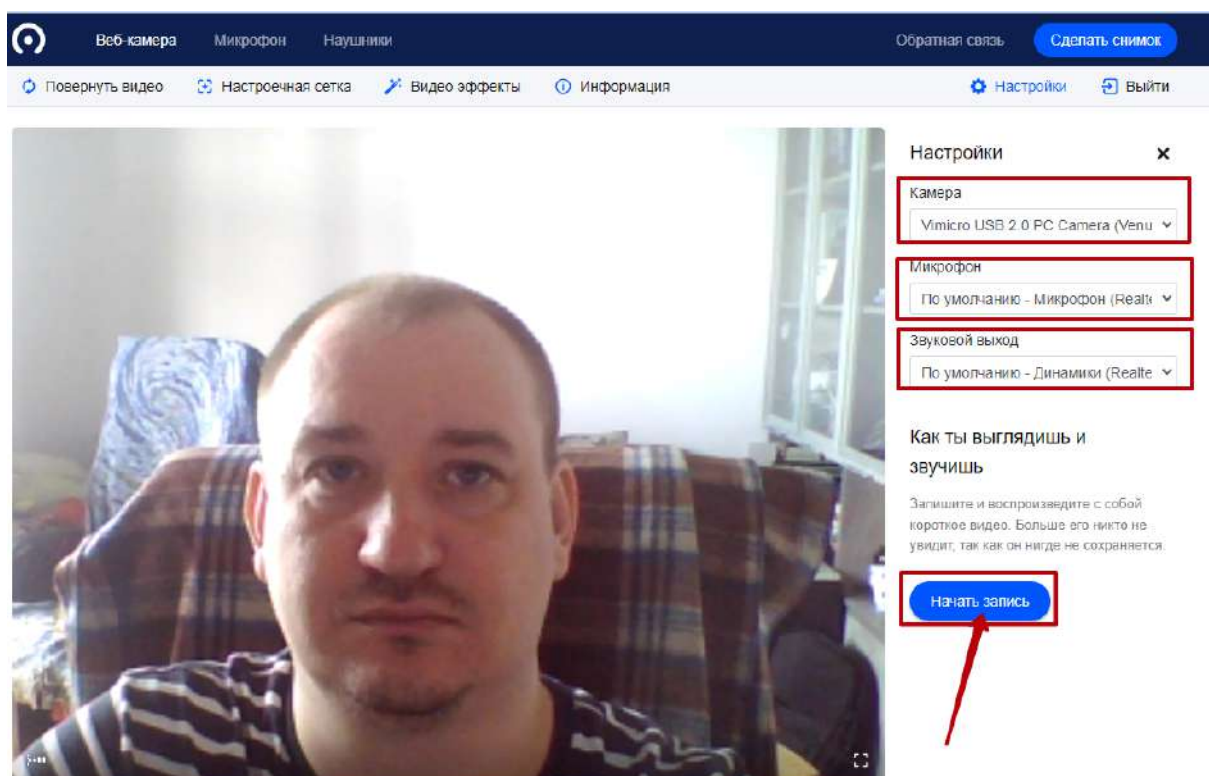 Веб-камера
Микрофон
Наушники
Обратная связь
Сделать снимок
Повернуть видео
Настроечная сетка
Видео эффекты
Информация
Настройки
Выйти
Настройки
Камера
Vimicro USB 2.0 PC Camera (Venu
Микрофон
По умолчанию - Микрофон (Realte
Звуковой выход
По умолчанию - Динамики (Realte
Как ты выглядишь и
звучишь
Запишите и воспроизведите с собой
короткое видео. Больше его никто не
увидит, так как он нигде не сохраняется.
Начать запись